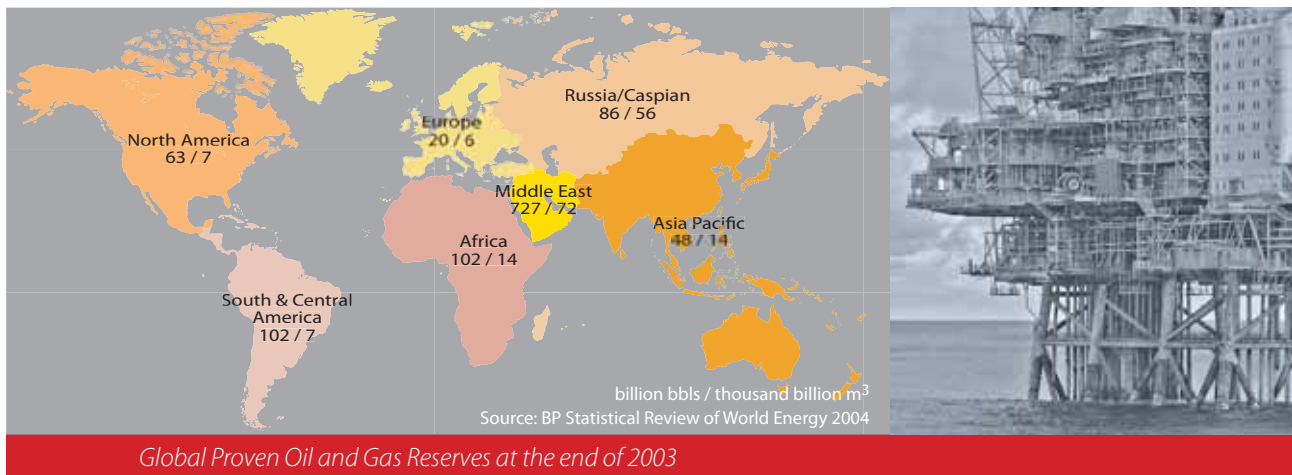 North America
63 / 7
Europe
20 / 6
Russia/Caspian
86 / 56
Middle East
727 / 72
Asia Pacific
48 / 14
Africa
102 / 14
South & Central
America
102 / 7
billion bbls / thousand billion m³
Source: BP Statistical Review of World Energy 2004
Global Proven Oil and Gas Reserves at the end of 2003